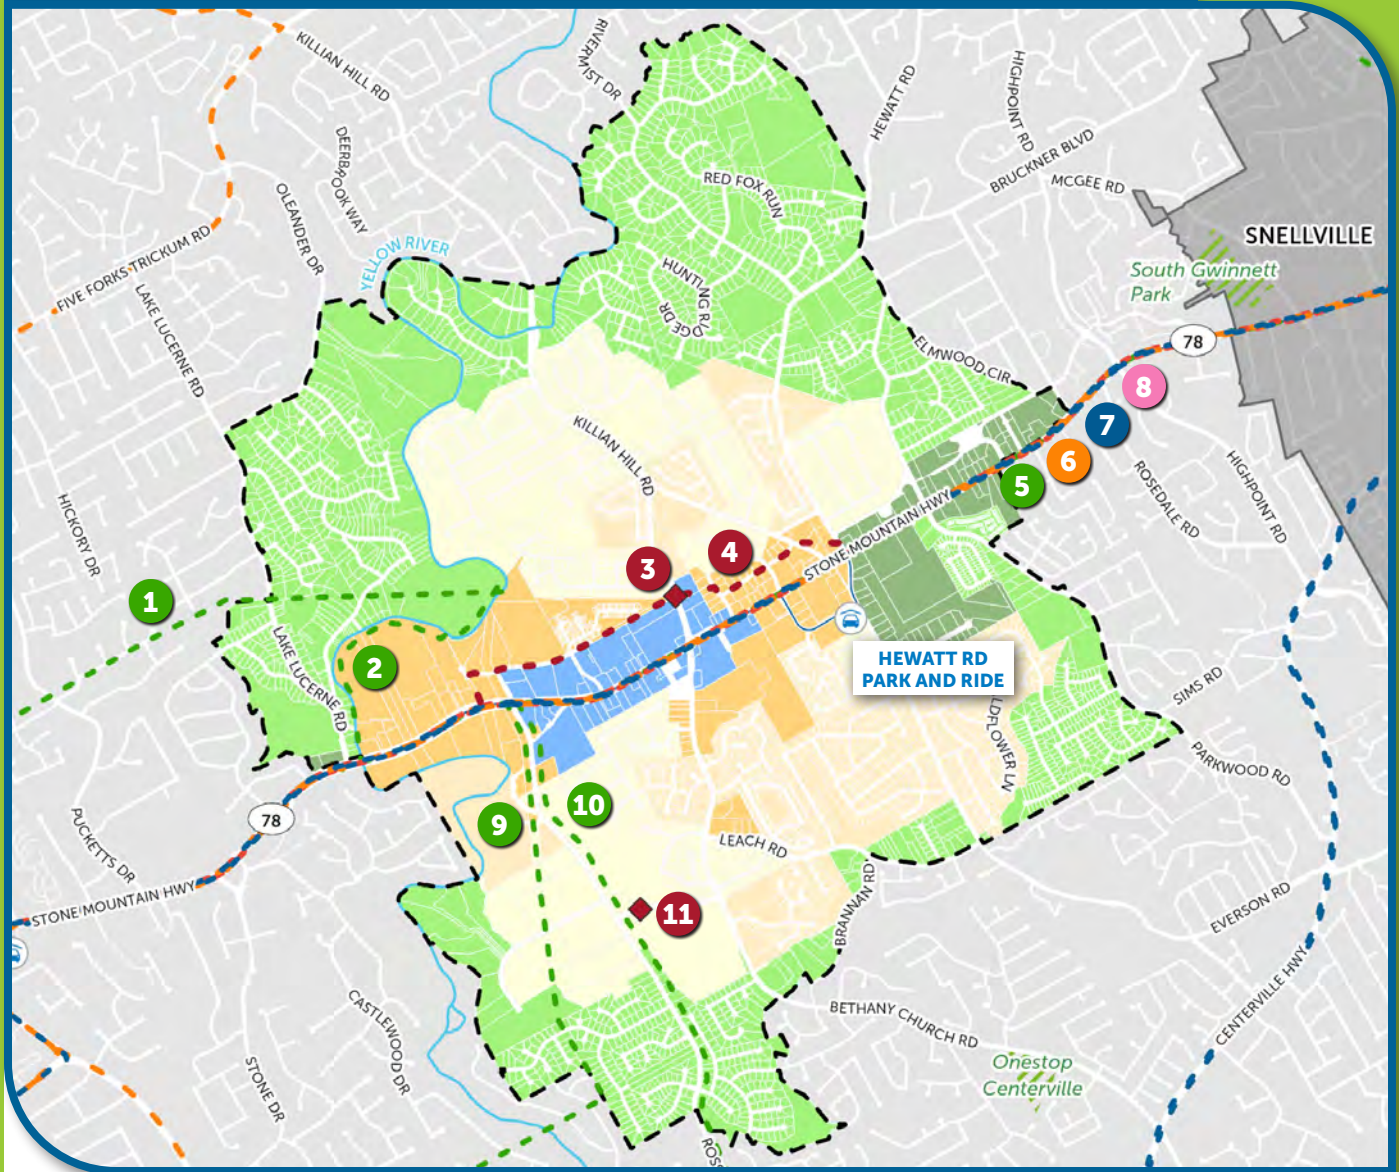 KILLIAN HILL RD
RIVERMIST DR
HEWATT RD
HIGHPOINT RD
BRUCKNER BLVD
MCGEE RD
DEERBROOK WAY
OLEANDER DR
RED FOX RUN
SNELLVILLE
YELLOW RIVER
FIVE FORKS TRICKUM RD
South Gwinnett
Park
HUNTING RIDGE DR
LAKE LUCERNE RD
78
ELMWOOD CIR
8
7
KILLIAN HILL RD
6
5
HICKORY DR
ROSEDALE RD
HIGHPOINT RD
STONE MOUNTAIN HWY
4
3
1
2
LAKE LUCERNE RD
HEWATT RD
PARK AND RIDE
SIMS RD
LDFLOWER LN
PARKWOOD RD
78
10
9
PUCKETTS DR
LEACH RD
STONE MOUNTAIN HWY
11
BRANNAN RD
EVERSON RD
CENTERVILLE HWY
CASTLEWOOD DR
BETHANY CHURCH RD
STONE DR
Onestop
Centerville
ROSS